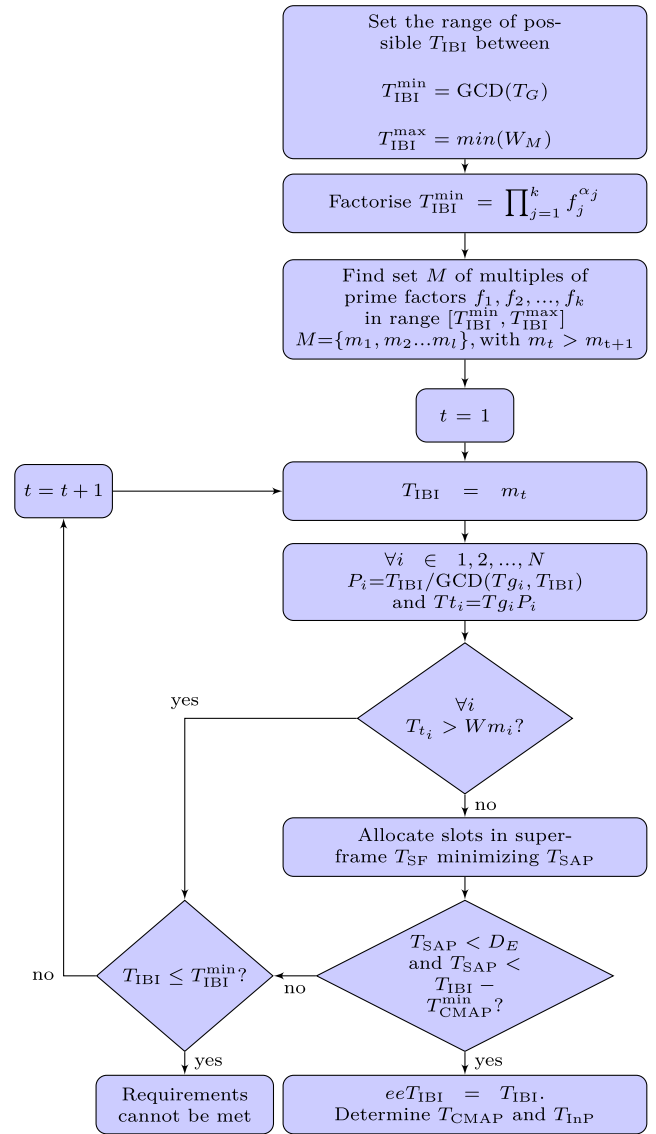 Set the range of pos-
sible T_IBI between
T_IBI^min = GCD(T_G)
T_IBI^max = min(W_M)
Factorise T_IBI^min = ∏_{j=1}^k f_j^{α_j}
Find set M of multiples of
prime factors f_1, f_2, ..., f_k
in range [T_IBI^min, T_IBI^max]
M={m_1, m_2...m_l}, with m_t > m_{t+1}
t = 1
t = t + 1
T_IBI = m_t
∀i ∈ 1, 2, ..., N
P_i=T_IBI/GCD(Tg_i, T_IBI)
and Tt_i=Tg_iP_i
yes
∀i
T_{t_i} > Wm_i?
no
Allocate slots in super-
frame T_SF minimizing T_SAP
T_SAP < D_E
and T_SAP <
T_IBI −
T_CMAP^min?
no
T_IBI ≤ T_IBI^min?
no
yes
yes
Requirements
cannot be met
eeT_IBI = T_IBI.
Determine T_CMAP and T_InP